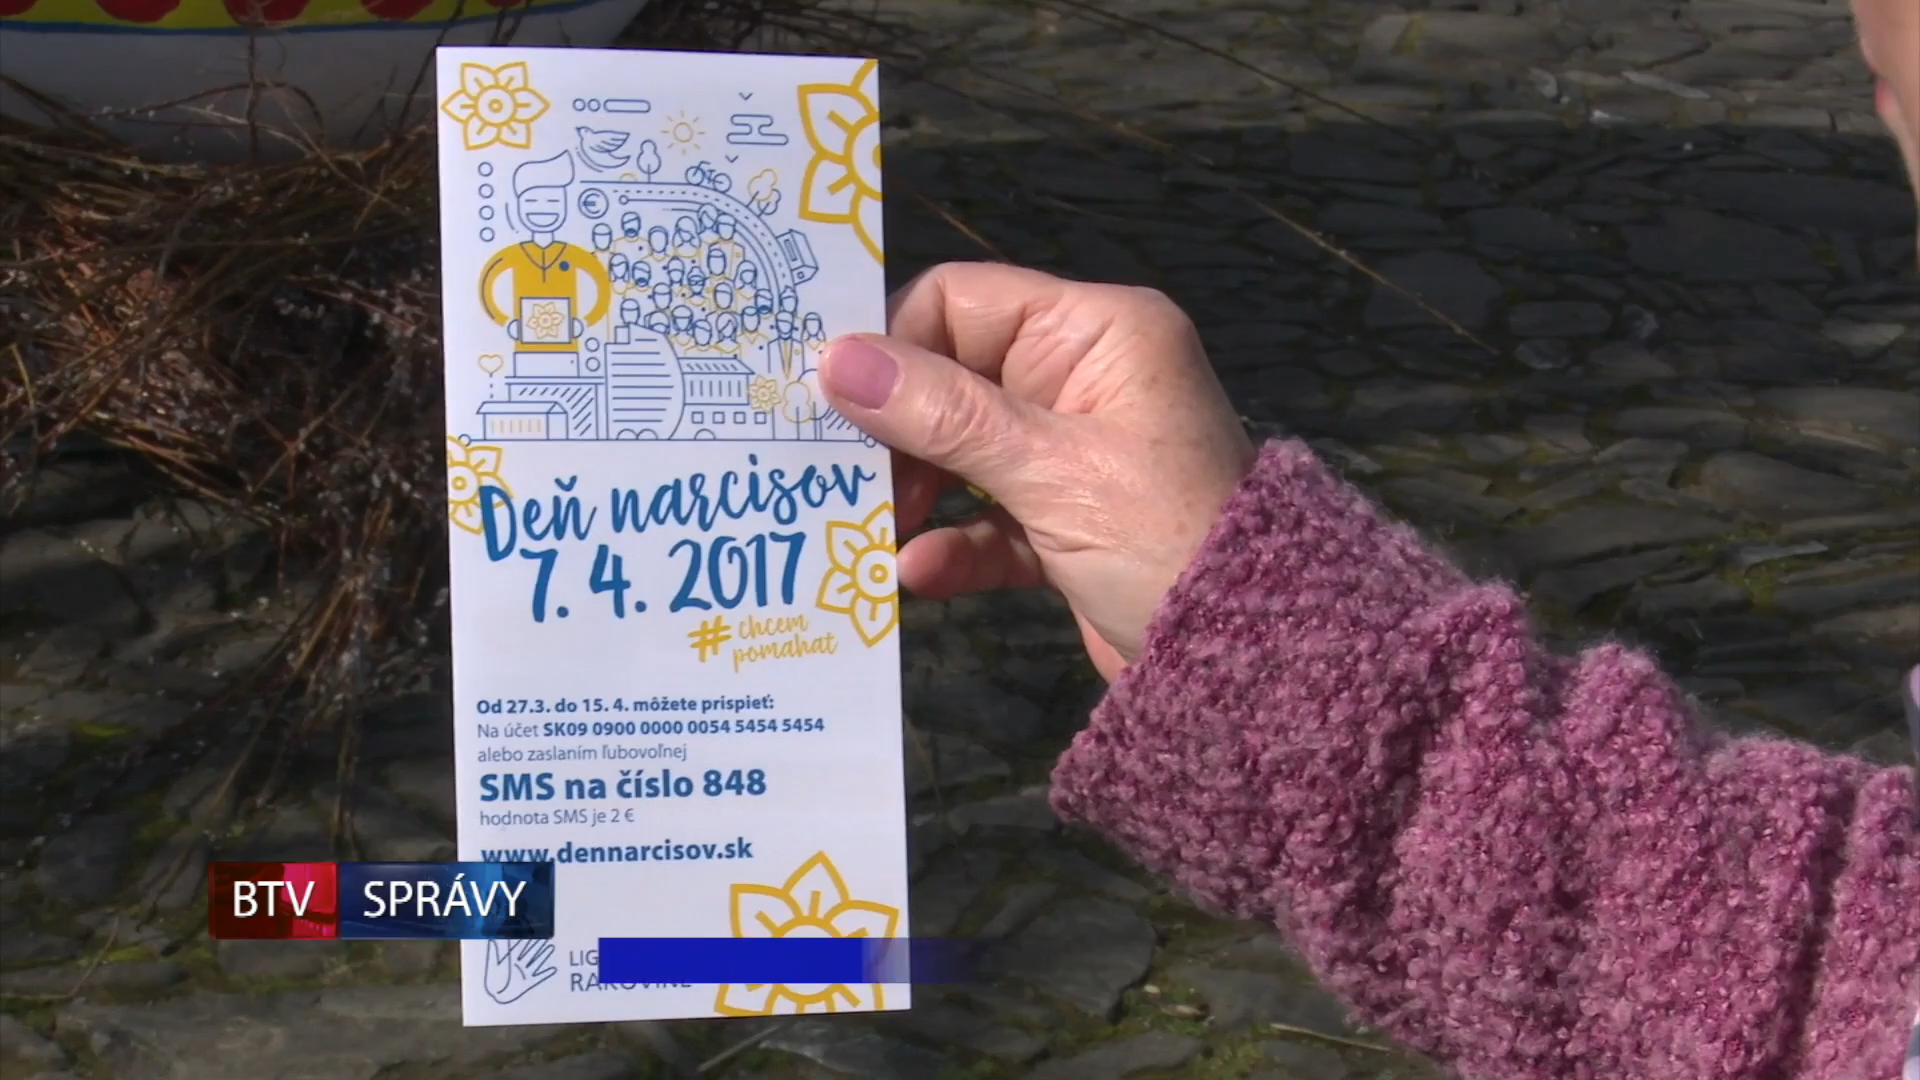 Deň narcisov
7. 4. 2017
#chcem
pomahat
Od 27.3. do 15. 4. môžete prispieť:
Na účet SK09 0900 0000 0054 5454 5454
alebo zaslaním ľubovoľnej
SMS na číslo 848
hodnota SMS je 2 €
www.dennarcisov.sk
BTV SPRÁVY
LIG
RAKOVINE